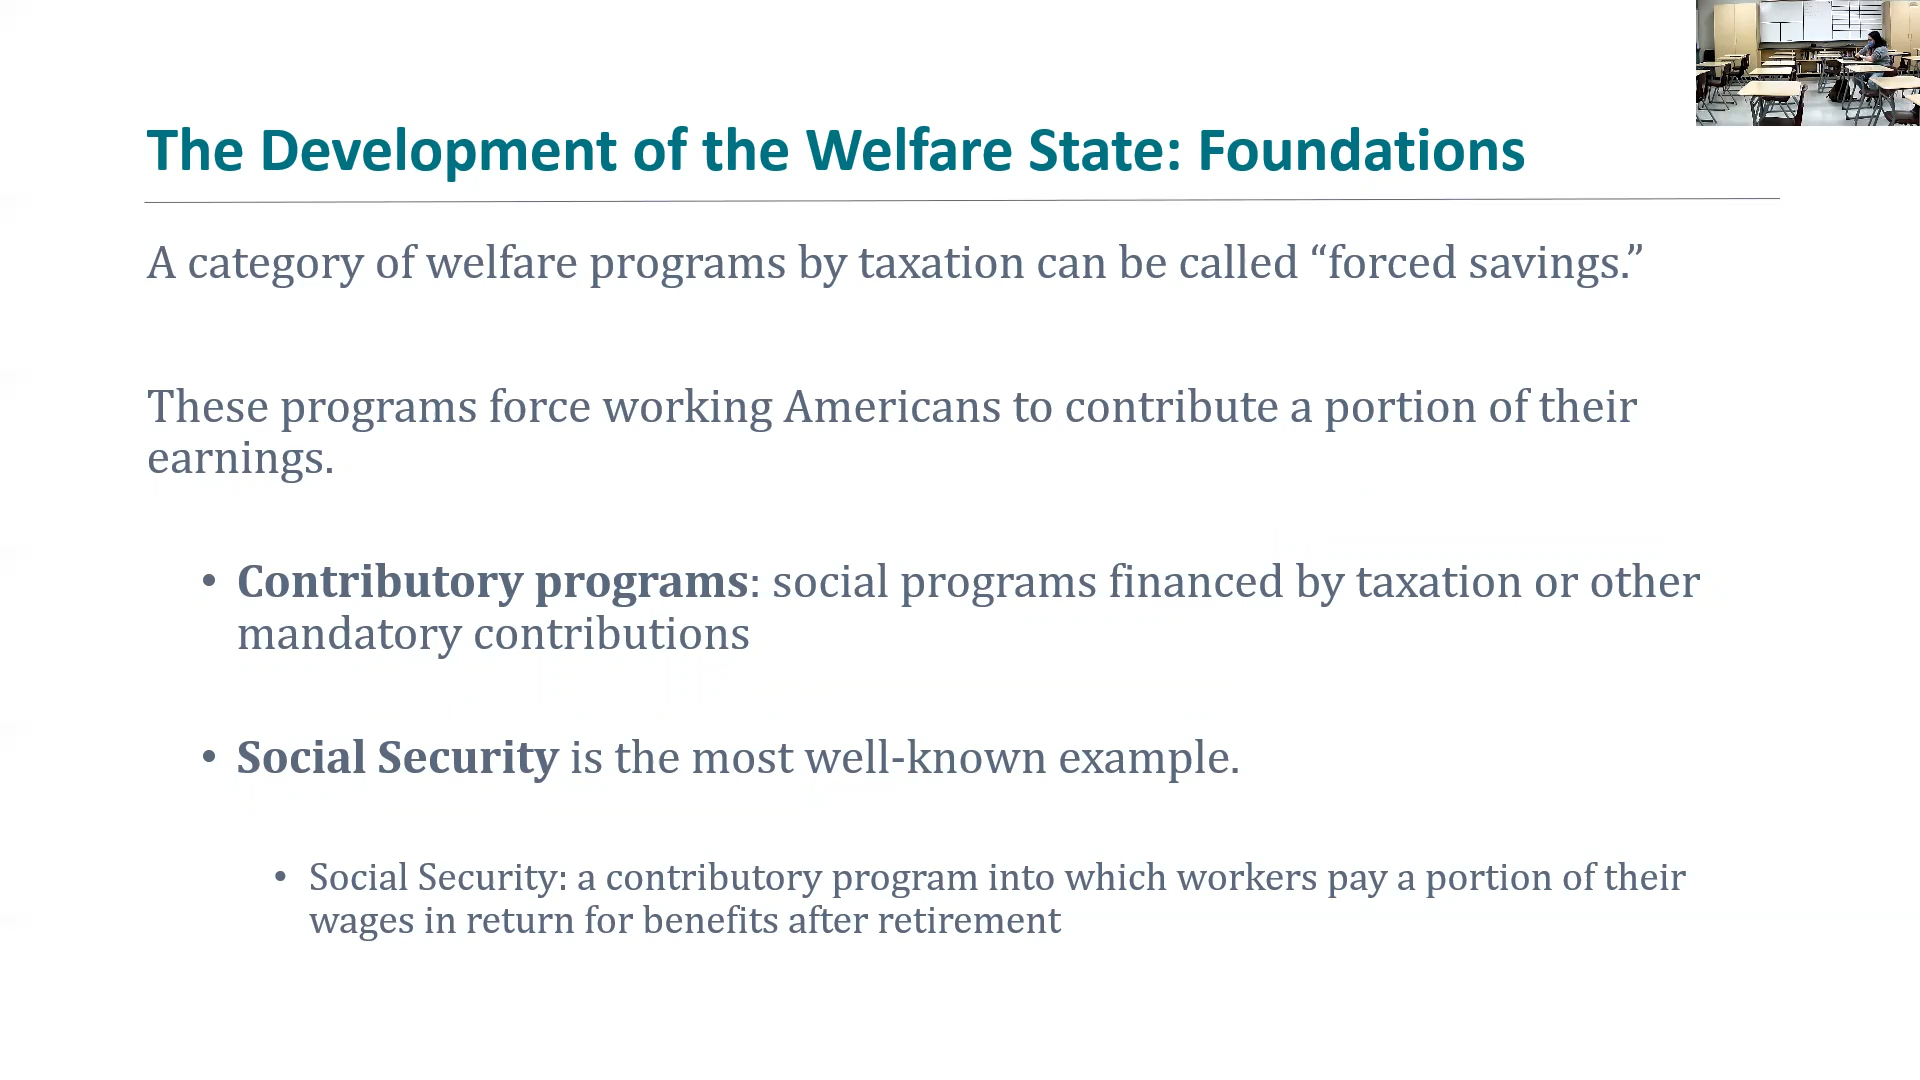 The Development of the Welfare State: Foundations
A category of welfare programs by taxation can be called “forced savings.”
These programs force working Americans to contribute a portion of their
earnings.
• Contributory programs: social programs financed by taxation or other
mandatory contributions
• Social Security is the most well-known example.
• Social Security: a contributory program into which workers pay a portion of their
wages in return for benefits after retirement